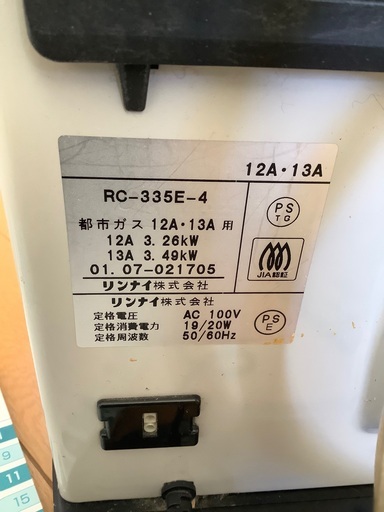 12A・13A
RC-335E-4
PS
TG
都市ガス 12A・13A 用
12A 3.26kW
13A 3.49kW
JIA認証
01. 07-021705
リンナイ株式会社
リンナイ株式会社
定格電圧 AC 100V
定格消費電力 19/20W
定格周波数 50/60Hz
PS
E
9
11
15